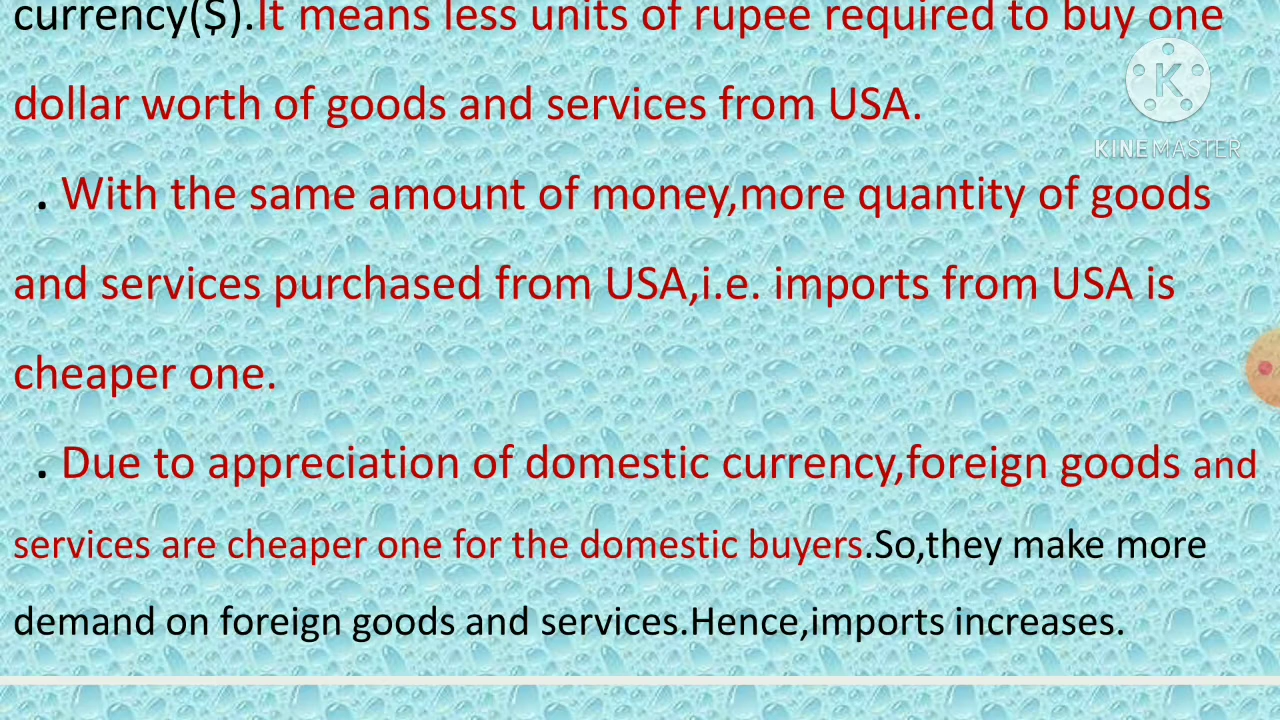 currency($).It means less units of rupee required to buy one
dollar worth of goods and services from USA.
. With the same amount of money,more quantity of goods
and services purchased from USA,i.e. imports from USA is
cheaper one.
. Due to appreciation of domestic currency,foreign goods and
services are cheaper one for the domestic buyers.So,they make more
demand on foreign goods and services.Hence,imports increases.
K
KINEMASTER